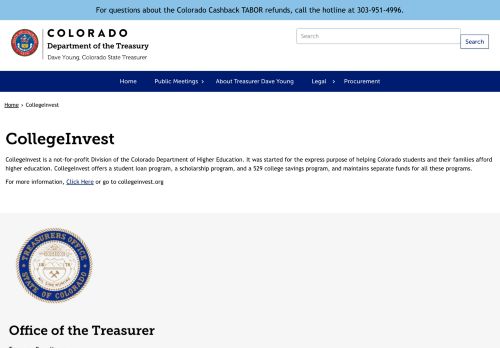 For questions about the Colorado Cashback TABOR refunds, call the hotline at 303-951-4996.
COLORADO
Department of the Treasury
Dave Young, Colorado State Treasurer
Search
Search
Home
Public Meetings
About Treasurer Dave Young
Legal
Procurement
Home › CollegeInvest
CollegeInvest
CollegeInvest is a not-for-profit Division of the Colorado Department of Higher Education. It was started for the express purpose of helping Colorado students and their families afford
higher education. CollegeInvest offers a student loan program, a scholarship program, and a 529 college savings program, and maintains separate funds for all these programs.
For more information, Click Here or go to collegeinvest.org
TREASURERS OFFICE
STATE OF COLORADO
Office of the Treasurer